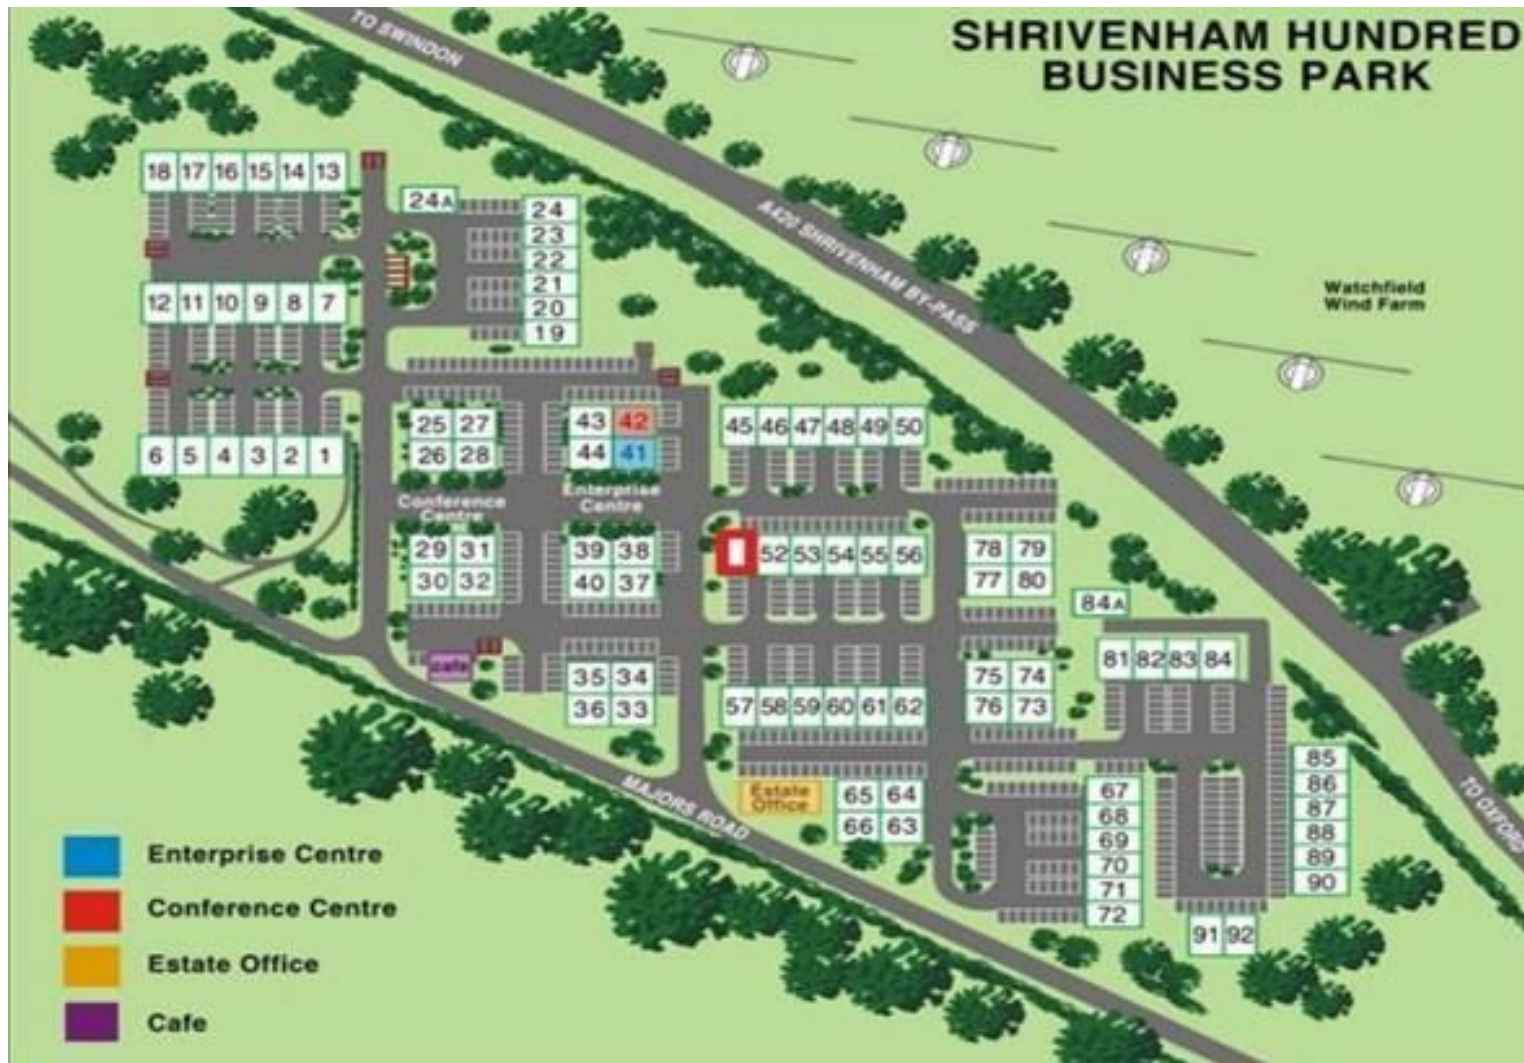 SHRIVENHAM HUNDRED
BUSINESS PARK
TO SWINDON
A420 SHRIVENHAM BY-PASS
Watchfield
Wind Farm
18 17 16 15 14 13
24A
24
23
22
21
20
19
12 11 10 9 8 7
6 5 4 3 2 1
25 27
26 28
43 42
44 41
45 46 47 48 49 50
Conference
Centre
Enterprise
Centre
29 31
30 32
39 38
40 37
52 53 54 55 56
78 79
77 80
84A
cafe
35 34
36 33
57 58 59 60 61 62
75 74
76 73
81 82 83 84
MAJORS ROAD
Estate
Office
65 64
66 63
67
68
69
70
71
72
85
86
87
88
89
90
91 92
TO OXFORD
Enterprise Centre
Conference Centre
Estate Office
Cafe